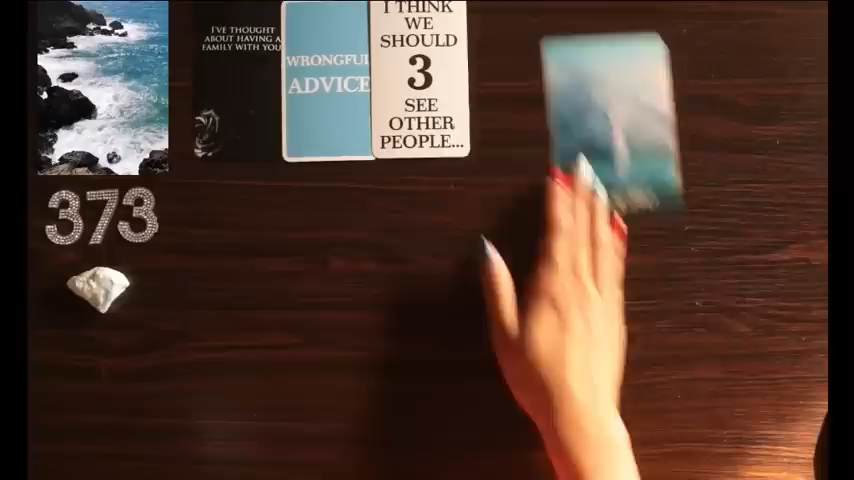 I'VE THOUGHT
ABOUT HAVING A
FAMILY WITH YOU
WRONGFUL
ADVICE
I THINK
WE
SHOULD
3
SEE
OTHER
PEOPLE...
373